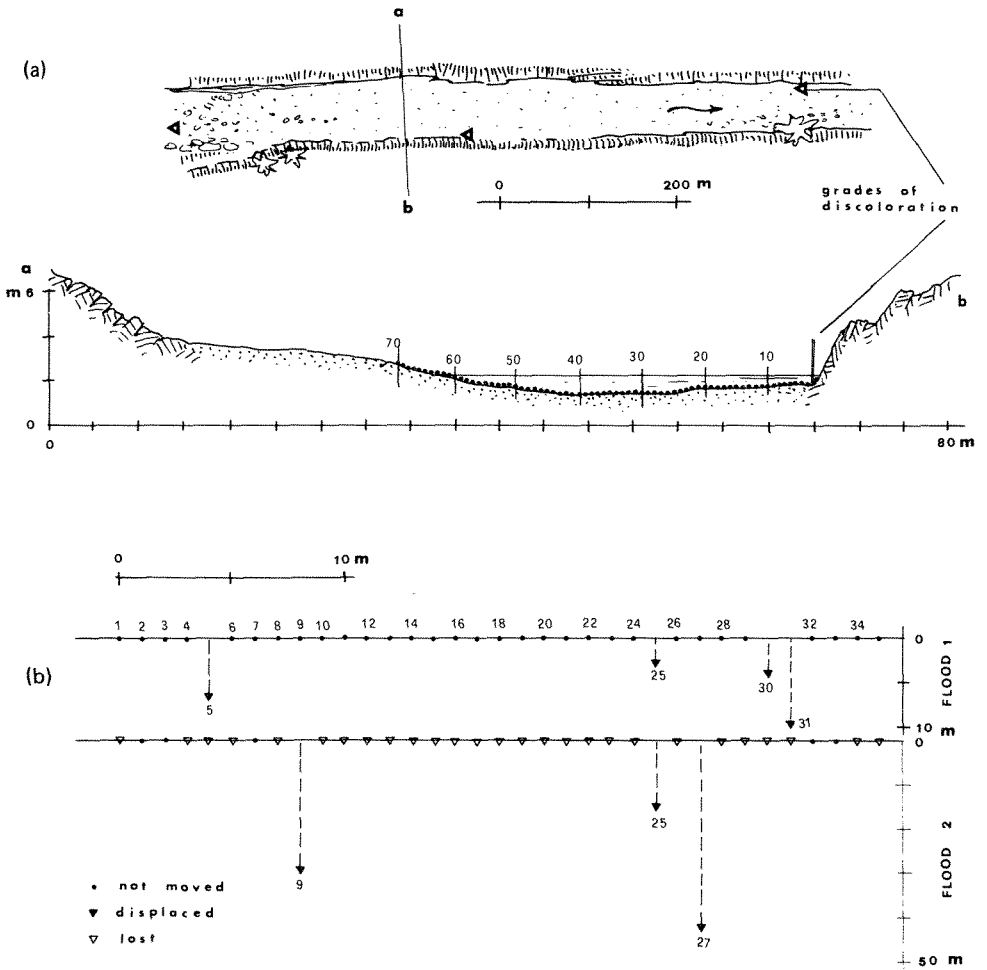 a
(a)
b
0 200 m
grades of
discoloration
a
m 6
b
70
60 50 40 30 20 10
0
0 80 m
0 10 m
1 2 3 4 6 7 8 9 10 12 14 16 18 20 22 24 26 28 32 34 0
(b)
25
30
5
31
FLOOD 1
10 m
0
25
9
27
FLOOD 2
not moved
displaced
lost
50 m